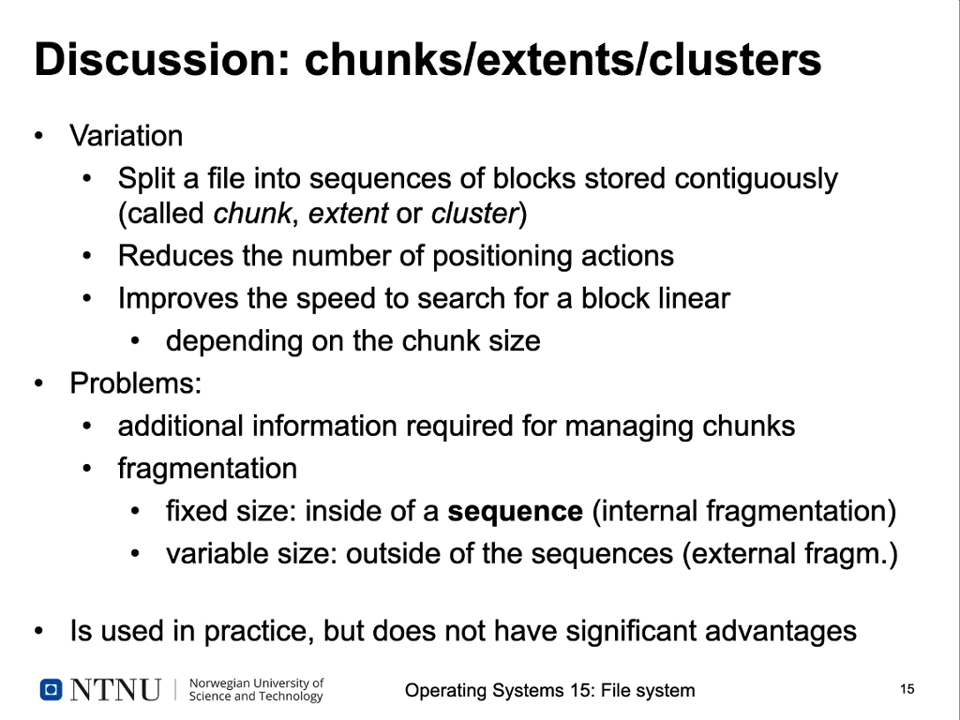 Discussion: chunks/extents/clusters
• Variation
• Split a file into sequences of blocks stored contiguously
(called chunk, extent or cluster)
• Reduces the number of positioning actions
• Improves the speed to search for a block linear
• depending on the chunk size
• Problems:
• additional information required for managing chunks
• fragmentation
• fixed size: inside of a sequence (internal fragmentation)
• variable size: outside of the sequences (external fragm.)
• Is used in practice, but does not have significant advantages
NTNU
Norwegian University of
Science and Technology
Operating Systems 15: File system
15